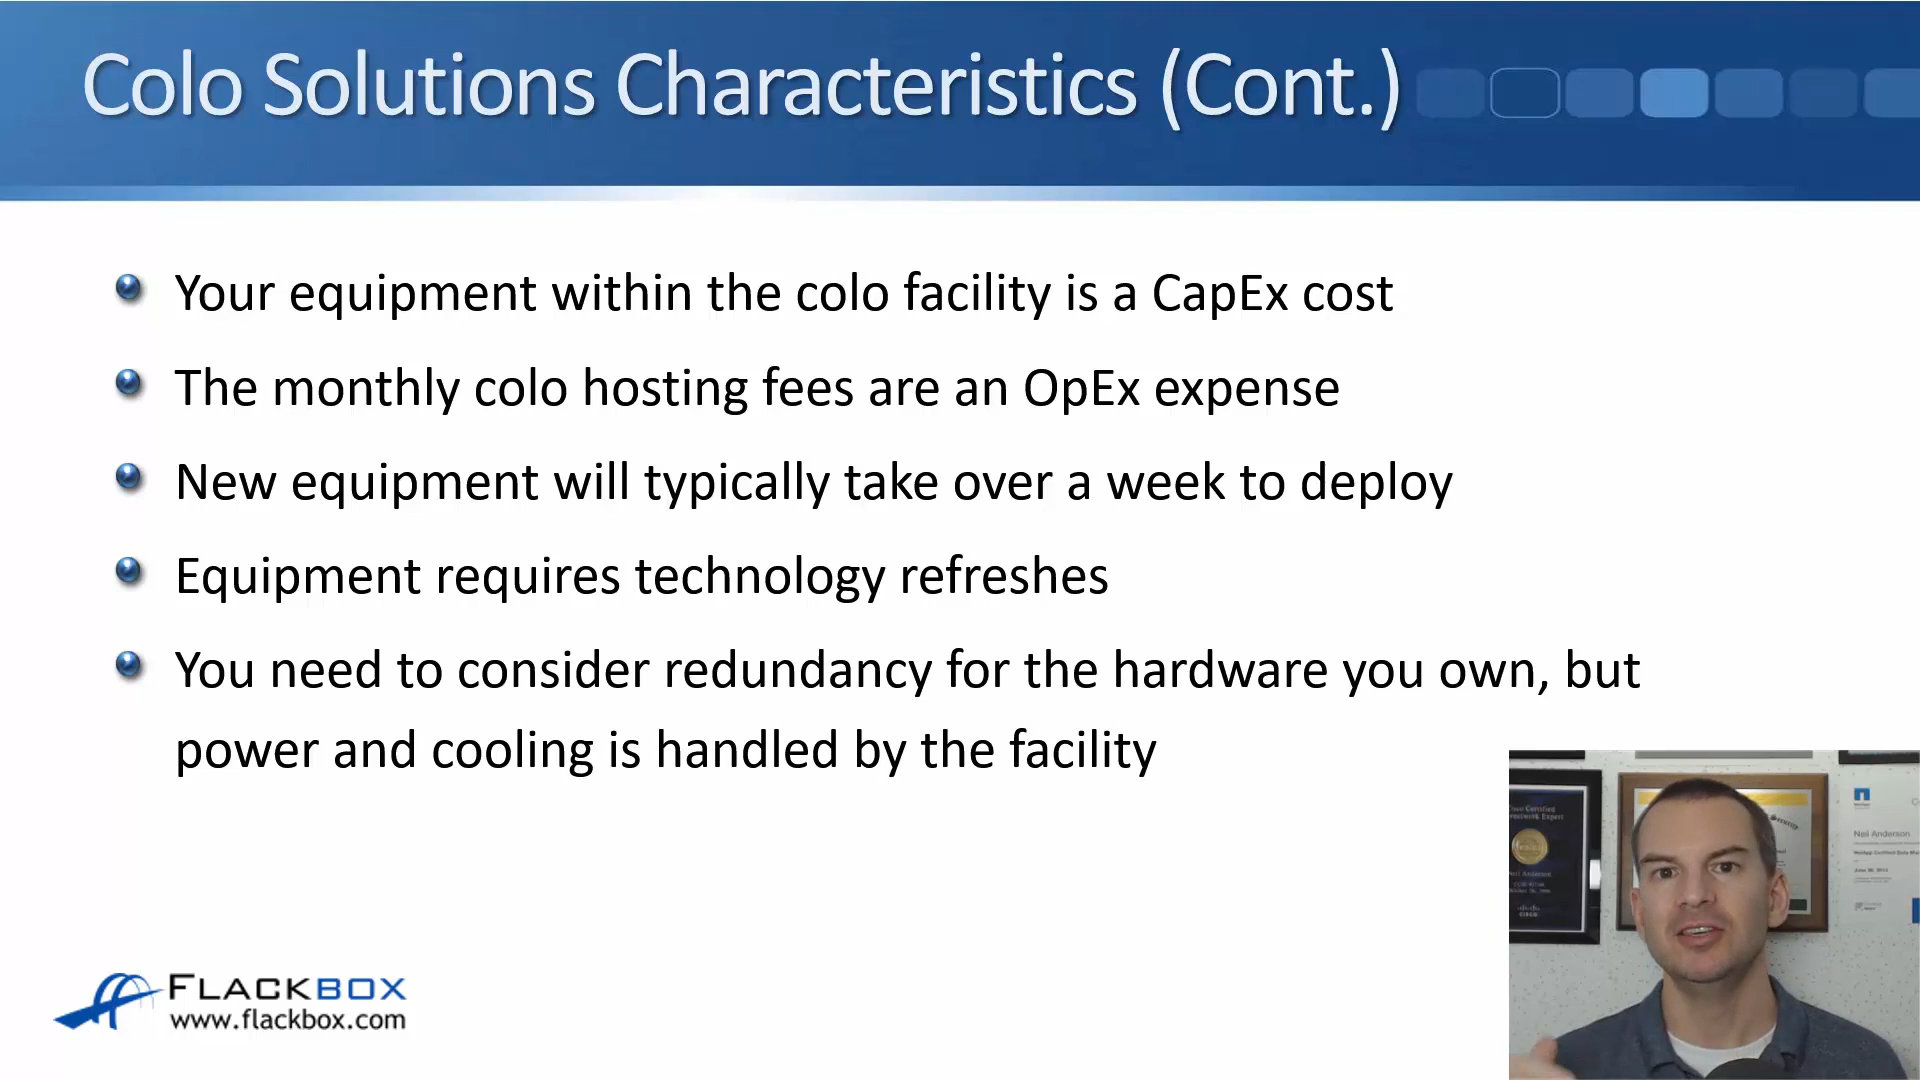 Colo Solutions Characteristics (Cont.)
Your equipment within the colo facility is a CapEx cost
The monthly colo hosting fees are an OpEx expense
New equipment will typically take over a week to deploy
Equipment requires technology refreshes
You need to consider redundancy for the hardware you own, but
power and cooling is handled by the facility
FLACKBOX
www.flackbox.com
Neil Anderson
CISCO